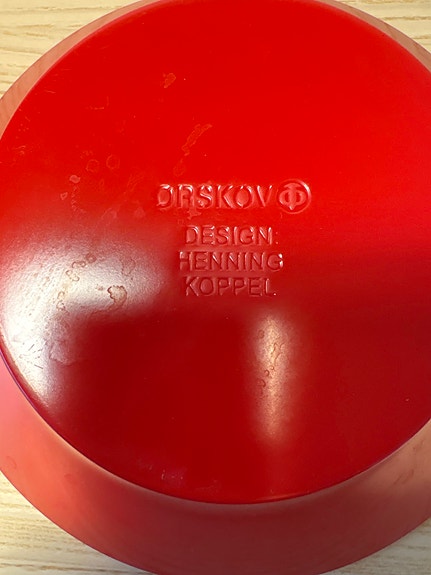 ORSKOV
DESIGN:
HENNING
KOPPEL